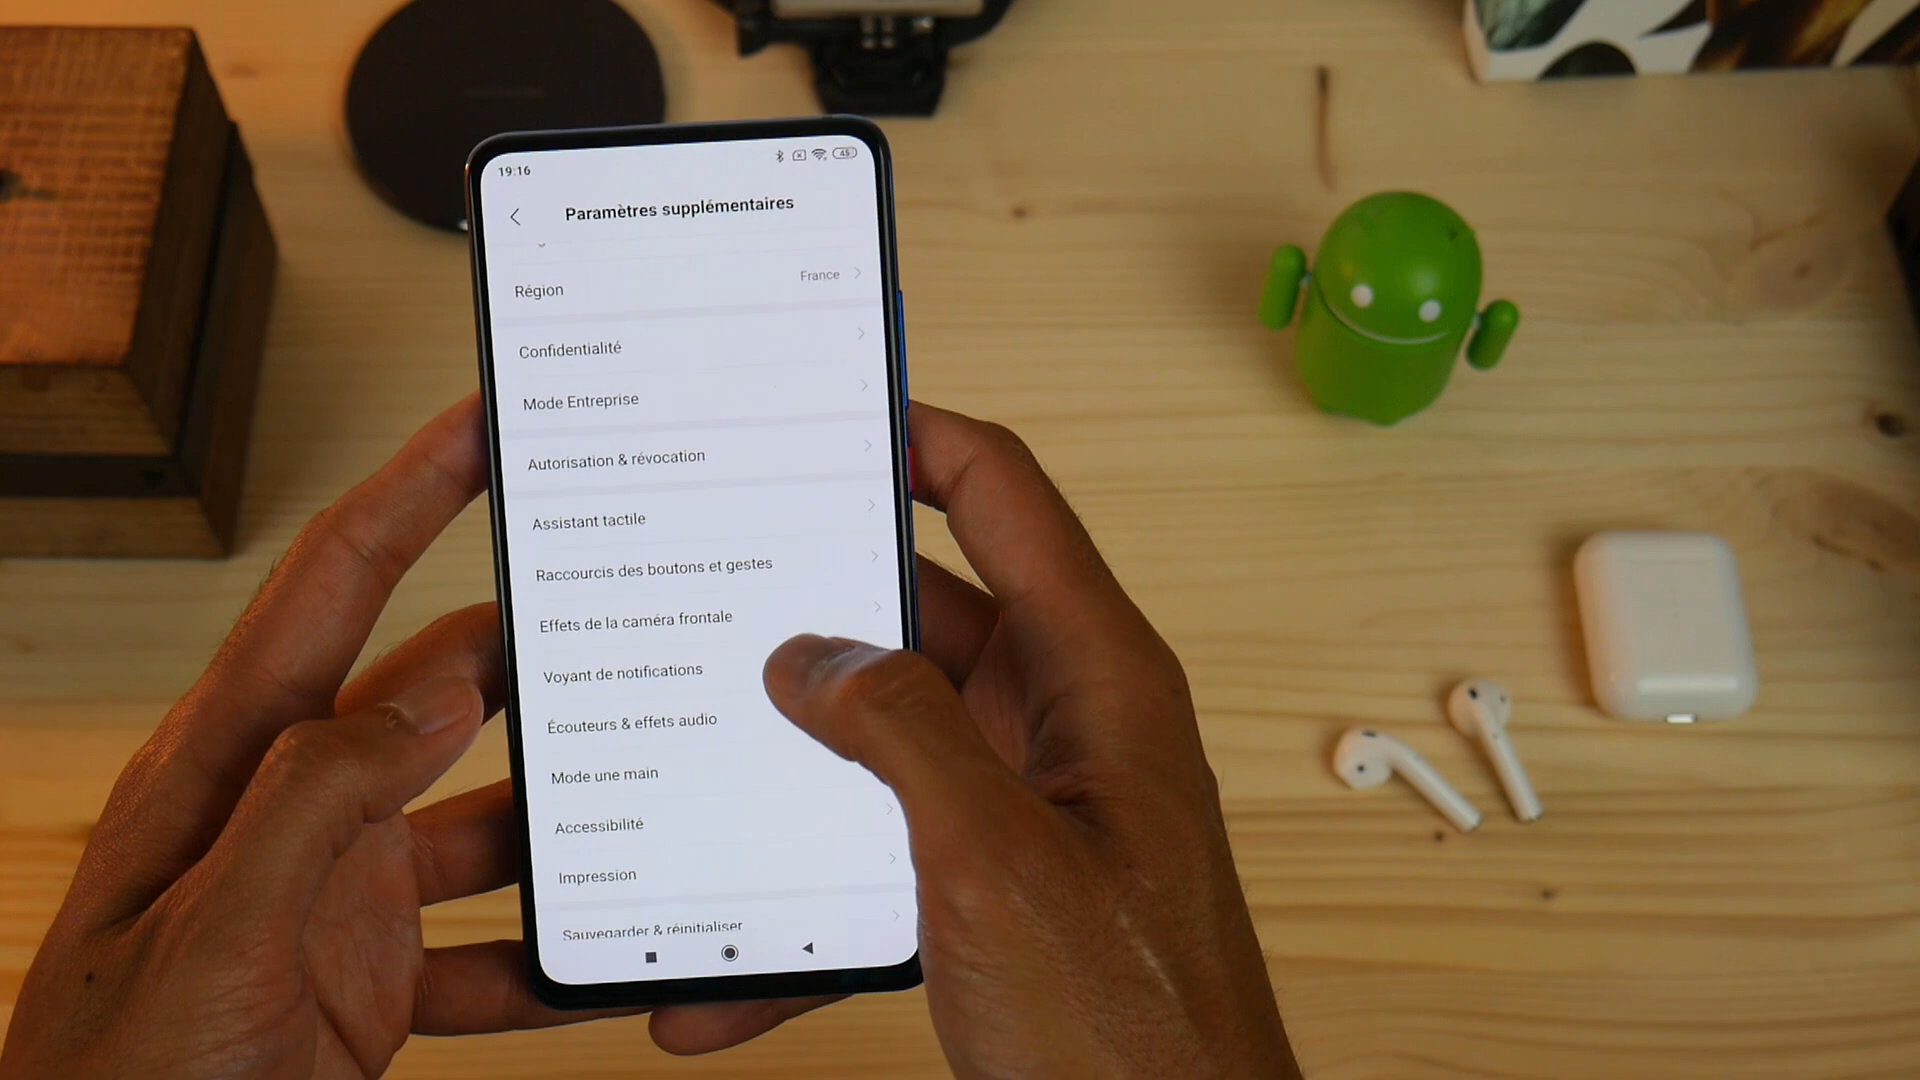 19:16
45
Paramètres supplémentaires
Région
France
Confidentialité
Mode Entreprise
Autorisation & révocation
Assistant tactile
Raccourcis des boutons et gestes
Effets de la caméra frontale
Voyant de notifications
Écouteurs & effets audio
Mode une main
Accessibilité
Impression
Sauvegarder & réinitialiser